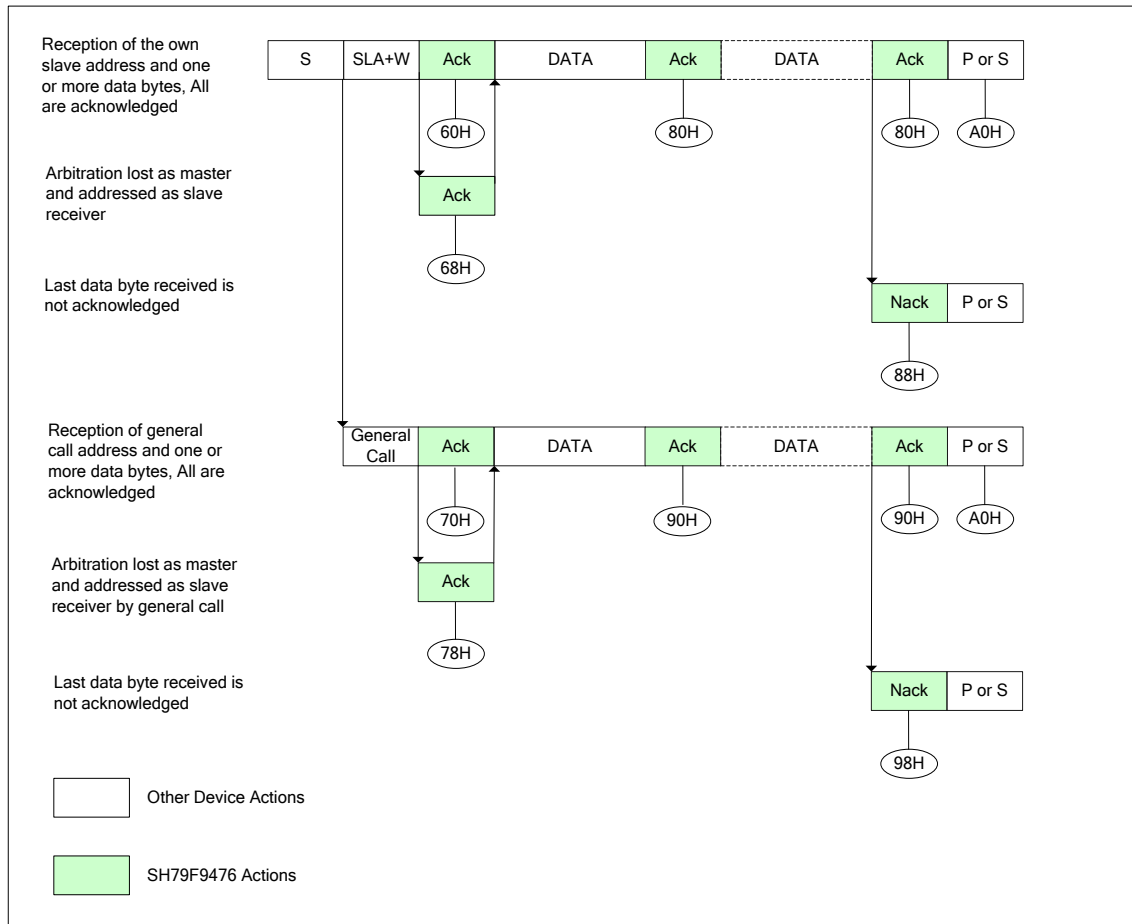 Reception of the own
slave address and one
or more data bytes, All
are acknowledged
S
SLA+W
Ack
DATA
Ack
DATA
Ack
P or S
60H
80H
80H
A0H
Arbitration lost as master
and addressed as slave
receiver
Ack
68H
Last data byte received is
not acknowledged
Nack
P or S
88H
Reception of general
call address and one or
more data bytes, All are
acknowledged
General
Call
Ack
DATA
Ack
DATA
Ack
P or S
70H
90H
90H
A0H
Arbitration lost as master
and addressed as slave
receiver by general call
Ack
78H
Last data byte received is
not acknowledged
Nack
P or S
98H
Other Device Actions
SH79F9476 Actions